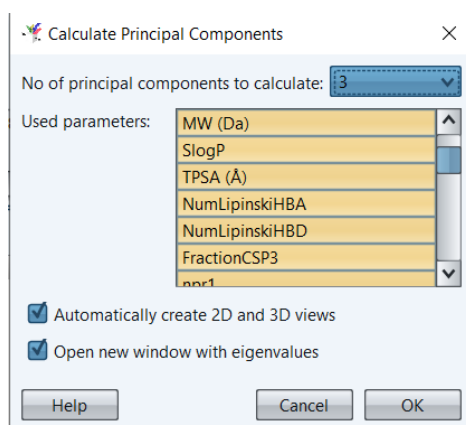 Calculate Principal Components
No of principal components to calculate: 3
Used parameters:
MW (Da)
SlogP
TPSA (Å)
NumLipinskiHBA
NumLipinskiHBD
FractionCSP3
npr1
Automatically create 2D and 3D views
Open new window with eigenvalues
Help
Cancel
OK